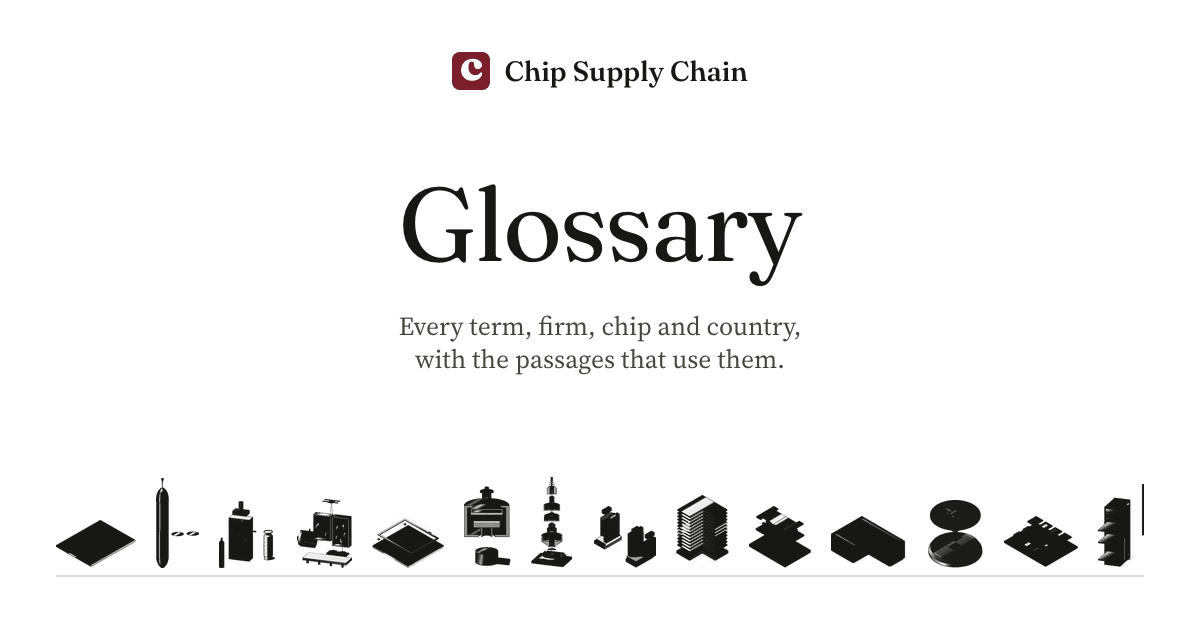 C Chip Supply Chain
Glossary
Every term, firm, chip and country,
with the passages that use them.